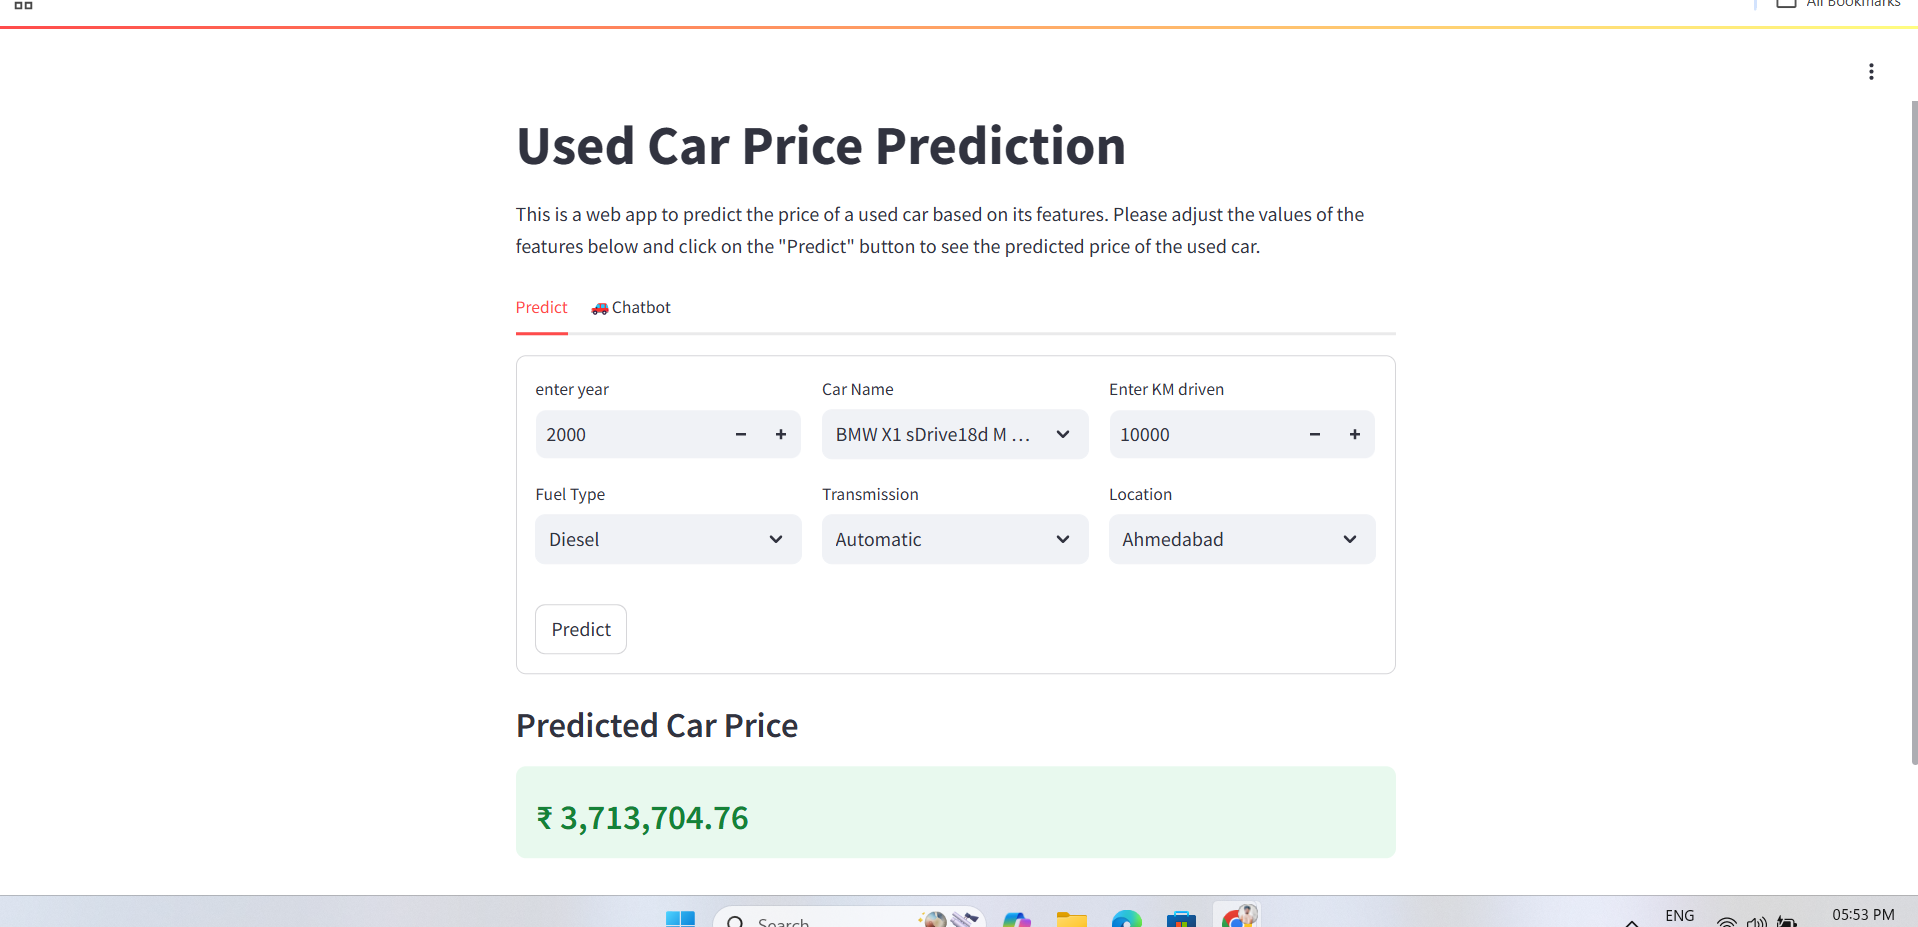 All Bookmarks
Used Car Price Prediction
This is a web app to predict the price of a used car based on its features. Please adjust the values of the
features below and click on the "Predict" button to see the predicted price of the used car.
Predict Chatbot
enter year Car Name Enter KM driven
2000 BMW X1 sDrive18d M ... 10000
Fuel Type Transmission Location
Diesel Automatic Ahmedabad
Predict
Predicted Car Price
₹ 3,713,704.76
Search
ENG
05:53 PM